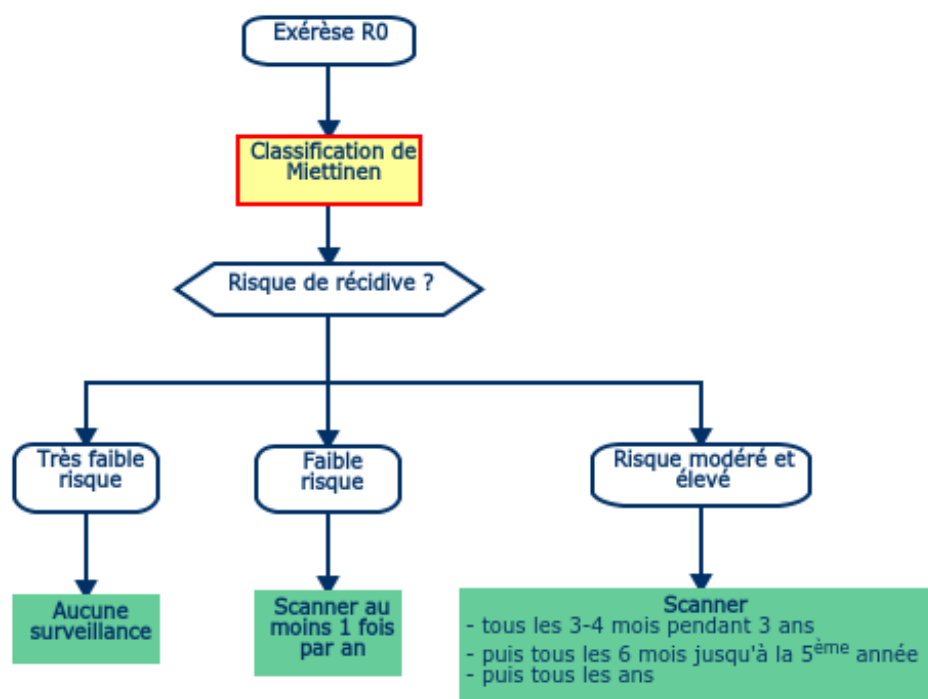 Exérèse R0
Classification de
Miettinen
Risque de récidive ?
Très faible
risque
Faible
risque
Risque modéré et
élevé
Aucune
surveillance
Scanner au
moins 1 fois
par an
Scanner
- tous les 3-4 mois pendant 3 ans
- puis tous les 6 mois jusqu'à la 5ème année
- puis tous les ans